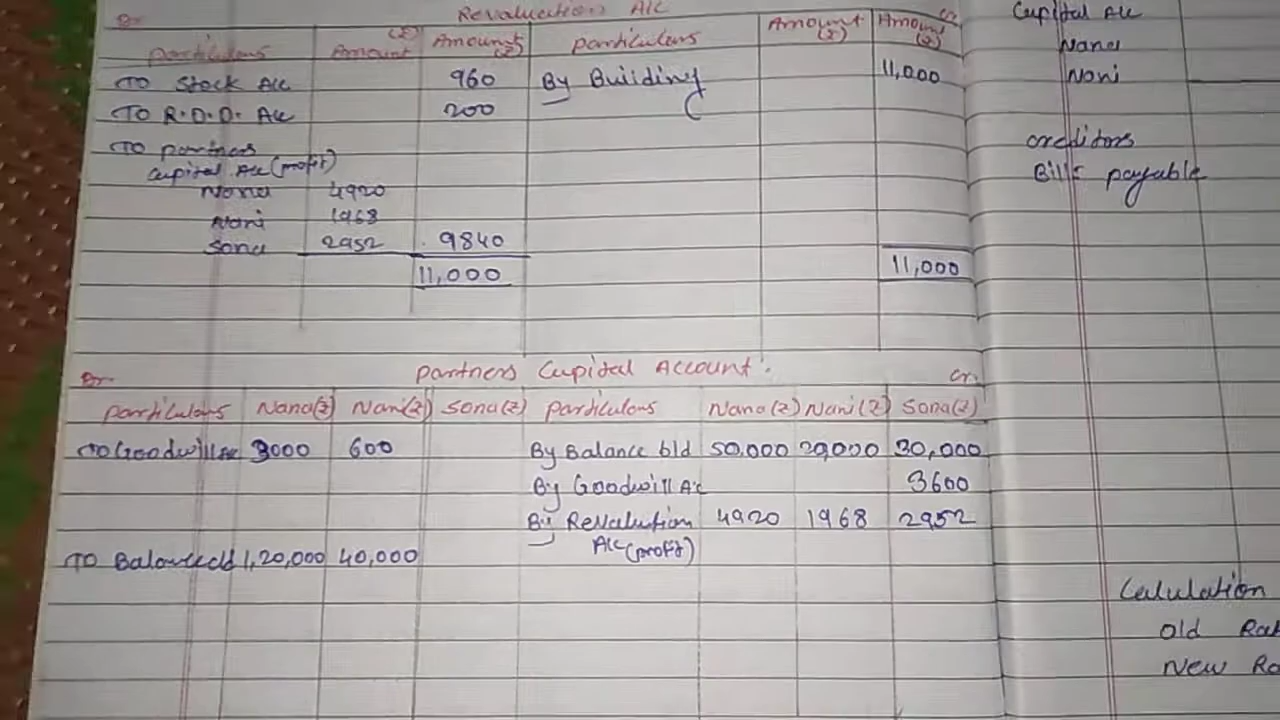 Revaluation A/c
Dr. Cr.
Particulars Amount (₹) Amount (₹) Particulars Amount (₹) Amount (₹)
To Stock A/c 960 By Building 11,000
To R.D.D. A/c 200
To partners
Capital A/c (profit)
Nana 4920
Nani 1968
Sona 2952 9840
11,000 11,000
Partners Capital Account.
Dr. Cr.
Particulars Nana(₹) Nani(₹) Sona(₹) Particulars Nana(₹) Nani(₹) Sona(₹)
To Goodwill A/c 3000 600 By Balance b/d 50,000 20,000 30,000
By Goodwill A/c 3600
By Revalution 4920 1968 2952
A/c (profit)
To Balance c/d 1,20,000 40,000
Capital A/c
Nana
Nani
Creditors
Bills payable
Calulation
Old
New